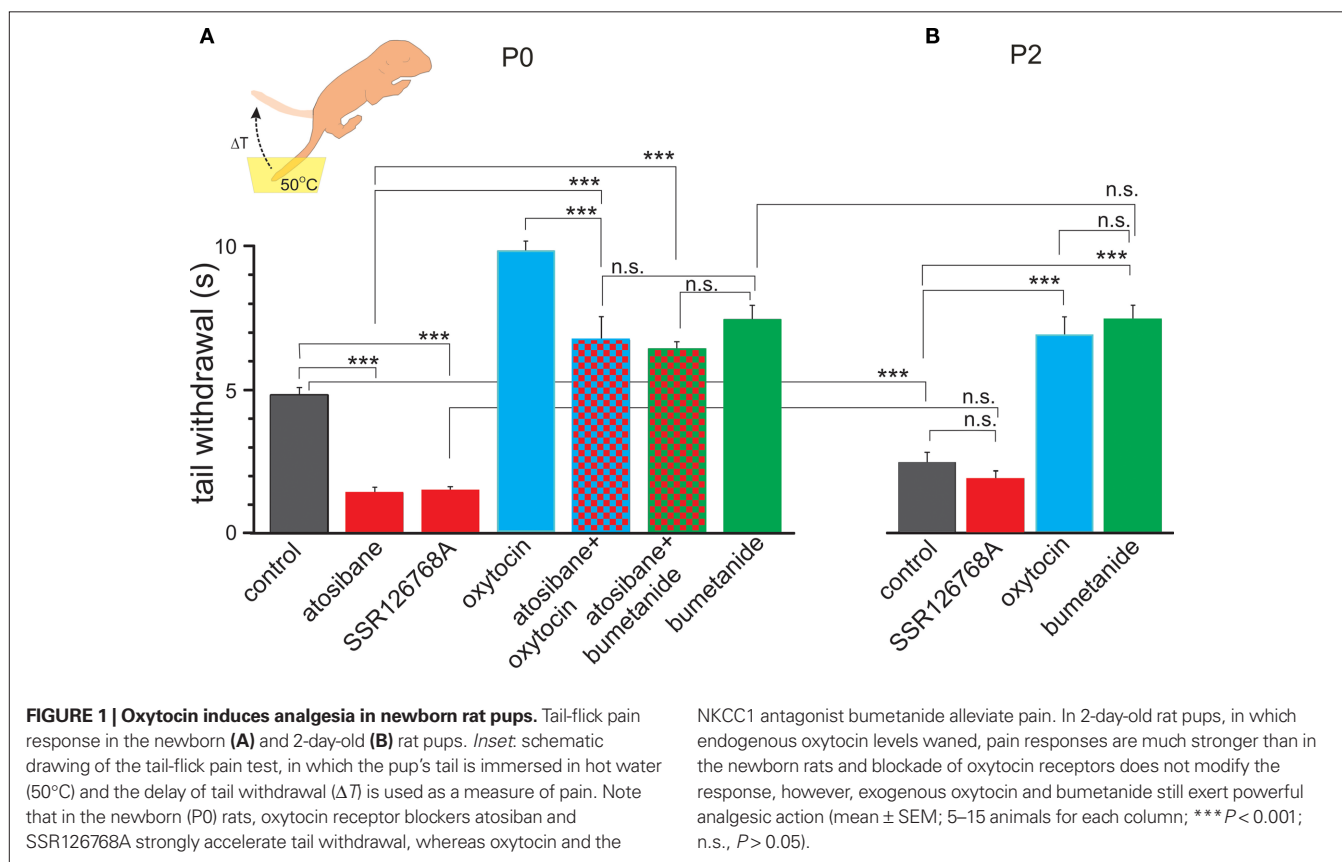 A
P0
B
P2
ΔT
50°C
***
***
***
n.s.
n.s.
n.s.
n.s.
***
***
***
***
***
n.s.
n.s.
tail withdrawal (s)
10
5
0
control
atosibane
SSR126768A
oxytocin
atosibane+
oxytocin
atosibane+
bumetanide
bumetanide
control
SSR126768A
oxytocin
bumetanide
FIGURE 1 | Oxytocin induces analgesia in newborn rat pups. Tail-flick pain
response in the newborn (A) and 2-day-old (B) rat pups. Inset: schematic
drawing of the tail-flick pain test, in which the pup's tail is immersed in hot water
(50°C) and the delay of tail withdrawal (ΔT) is used as a measure of pain. Note
that in the newborn (P0) rats, oxytocin receptor blockers atosiban and
SSR126768A strongly accelerate tail withdrawal, whereas oxytocin and the
NKCC1 antagonist bumetanide alleviate pain. In 2-day-old rat pups, in which
endogenous oxytocin levels waned, pain responses are much stronger than in
the newborn rats and blockade of oxytocin receptors does not modify the
response, however, exogenous oxytocin and bumetanide still exert powerful
analgesic action (mean ± SEM; 5–15 animals for each column; ***P < 0.001;
n.s., P > 0.05).